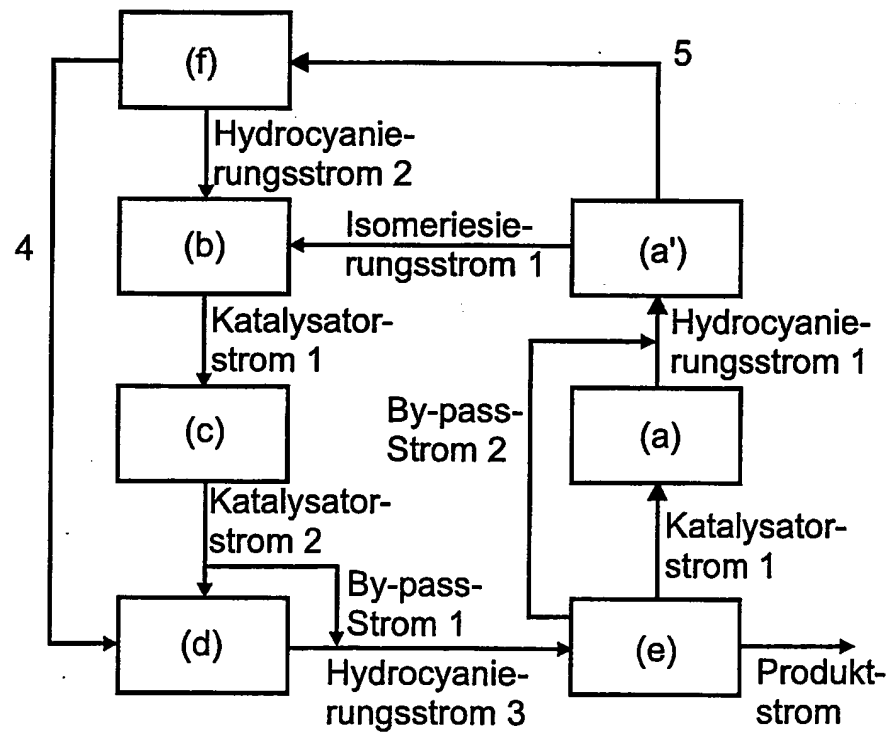 (f)
5
Hydrocyanie-
rungsstrom 2
4
(b)
Isomeriesie-
rungsstrom 1
(a')
Katalysator-
strom 1
Hydrocyanie-
rungsstrom 1
(c)
By-pass-
Strom 2
(a)
Katalysator-
strom 2
Katalysator-
strom 1
By-pass-
Strom 1
(d)
Hydrocyanie-
rungsstrom 3
(e)
Produkt-
strom